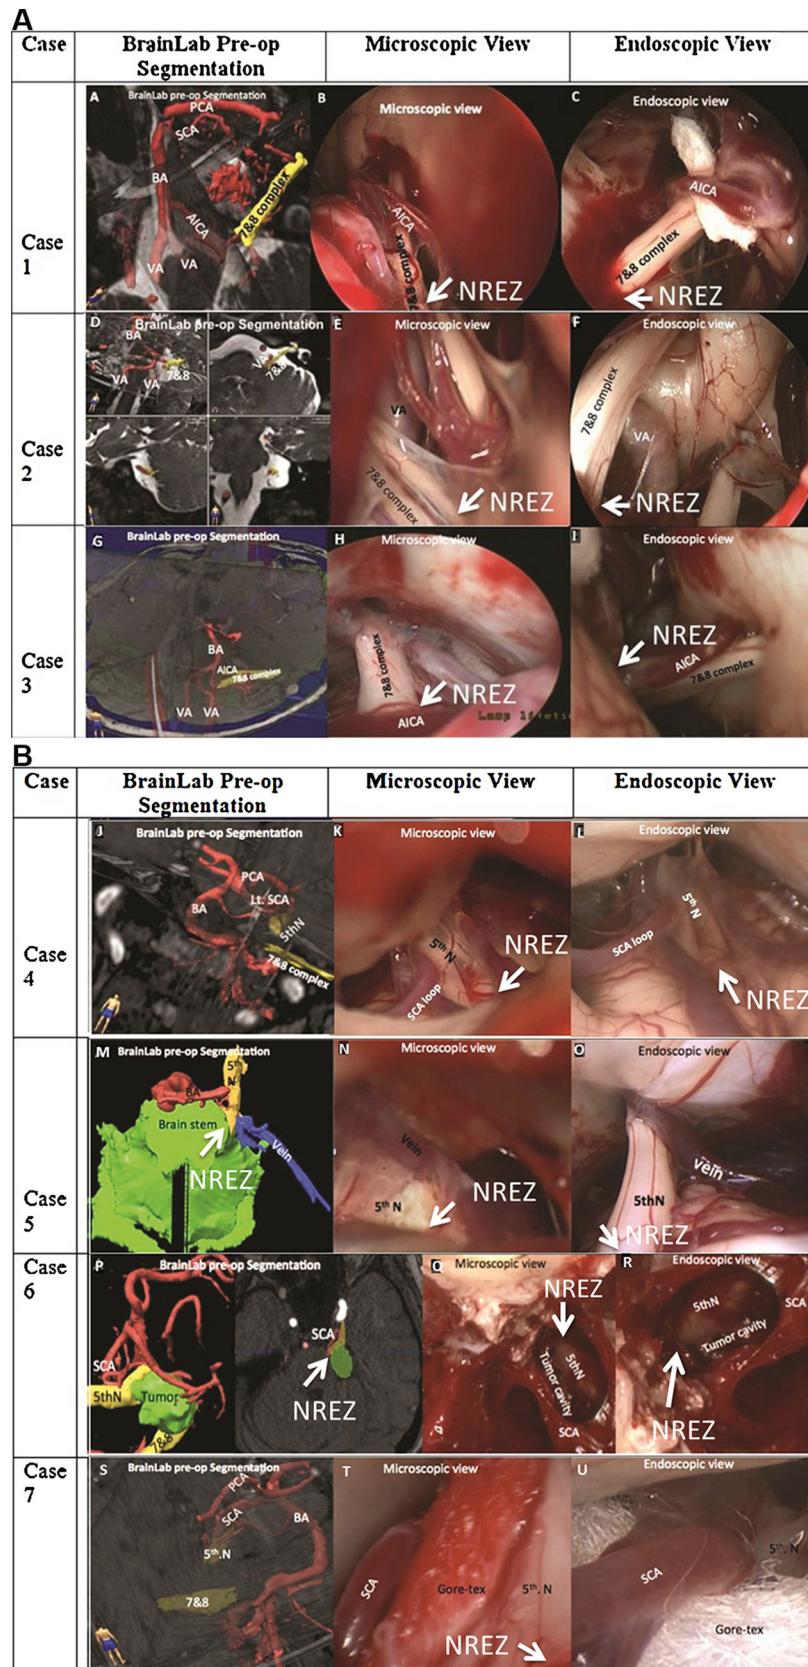 A
Case
BrainLab Pre-op
Segmentation
Microscopic View
Endoscopic View
Case
1
A
BrainLab pre-op Segmentation
PCA
SCA
BA
AICA
7&8 complex
VA
VA
B
Microscopic view
AICA
7&8 complex
NREZ
C
Endoscopic view
AICA
7&8 complex
NREZ
Case
2
D
BrainLab pre-op Segmentation
BA
VA
VA
7&8
VA
7&8
E
Microscopic view
VA
7&8 complex
NREZ
F
Endoscopic view
7&8 complex
VA
NREZ
Case
3
G
BrainLab pre-op Segmentation
BA
AICA
7&8 complex
VA
VA
H
Microscopic view
7&8 complex
NREZ
AICA
I
Endoscopic view
NREZ
AICA
7&8 complex
B
Case
BrainLab Pre-op
Segmentation
Microscopic View
Endoscopic View
Case
4
J
BrainLab pre-op Segmentation
PCA
Lt. SCA
BA
5thN
7&8 complex
K
Microscopic view
5th N
NREZ
SCA loop
L
Endoscopic view
5th N
SCA loop
NREZ
Case
5
M
BrainLab pre-op Segmentation
5th
N
BA
Brain stem
Vein
NREZ
N
Microscopic view
Vein
5th N
NREZ
O
Endoscopic view
vein
5thN
NREZ
Case
6
P
BrainLab pre-op Segmentation
SCA
5thN
Tumor
7&8
SCA
NREZ
Q
Microscopic view
NREZ
5thN
Tumor cavity
SCA
R
Endoscopic view
5thN
SCA
Tumor cavity
NREZ
Case
7
S
BrainLab pre-op Segmentation
PCA
SCA
BA
5th.N
7&8
T
Microscopic view
SCA
Gore-tex
5th. N
NREZ
U
Endoscopic view
5th. N
SCA
Gore-tex